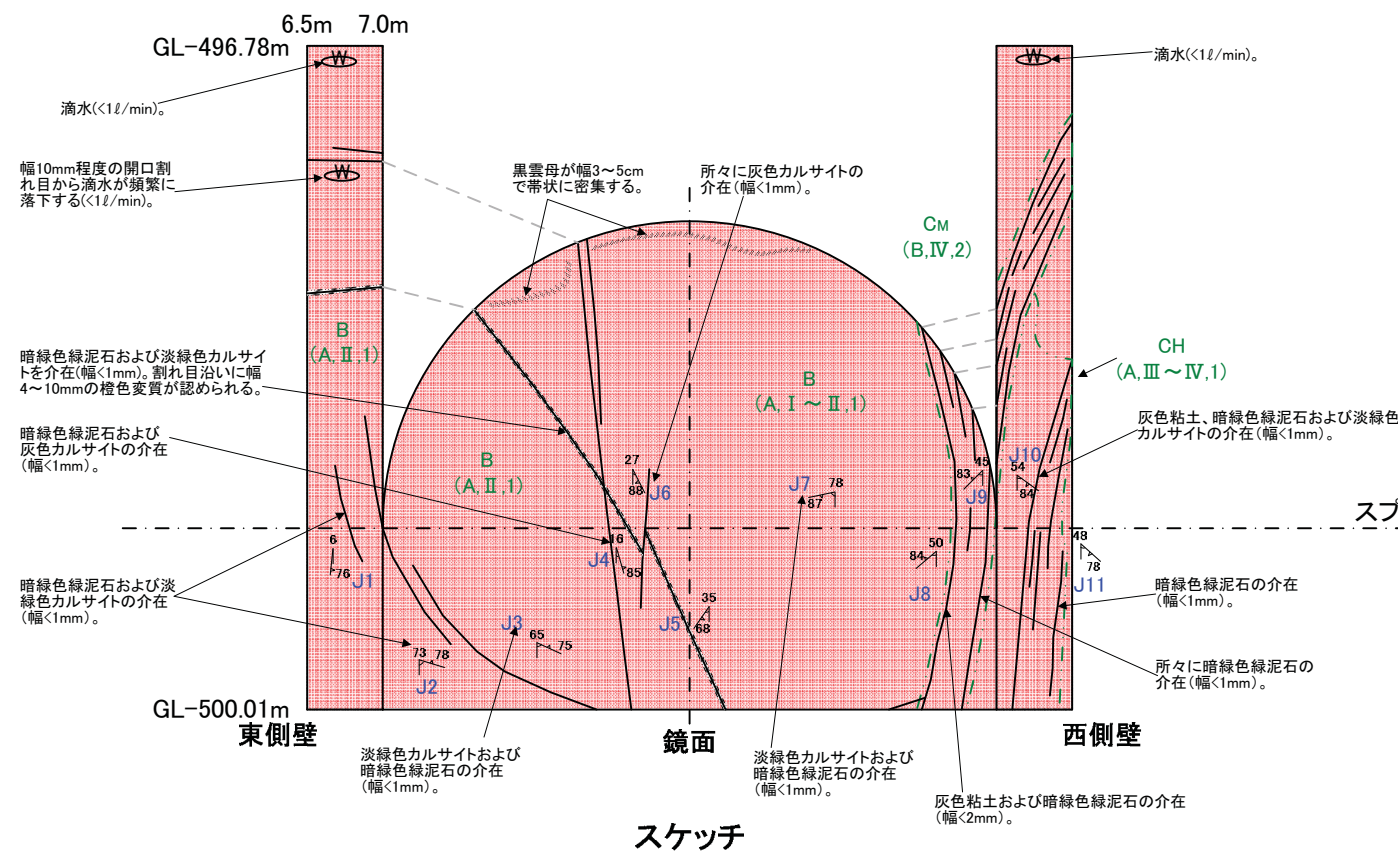 6.5m 7.0m
GL-496.78m
W
滴水(<1ℓ/min)。
W
滴水(<1ℓ/min)。
幅10mm程度の開口割
れ目から滴水が頻繁に
落下する(<1ℓ/min)。
W
黒雲母が幅3～5cm
で帯状に密集する。
所々に灰色カルサイトの
介在(幅<1mm)。
CM
(B,Ⅳ,2)
B
(A,Ⅱ,1)
暗緑色緑泥石および淡緑色カルサイ
トを介在(幅<1mm)。割れ目沿いに幅
4～10mmの橙色変質が認められる。
B
(A,Ⅰ～Ⅱ,1)
CH
(A,Ⅲ～Ⅳ,1)
灰色粘土、暗緑色緑泥石および淡緑色
カルサイトの介在(幅<1mm)。
暗緑色緑泥石および
灰色カルサイトの介在
(幅<1mm)。
B
(A,Ⅱ,1)
27
88
J6
J7
78
87
83
45
J9
J10
54
84
スプ
6
76
J1
16
85
J4
84
50
J8
48
78
J11
暗緑色緑泥石および淡
緑色カルサイトの介在
(幅<1mm)。
暗緑色緑泥石の介在
(幅<1mm)。
J3
65
75
J5
35
68
73
78
J2
所々に暗緑色緑泥石の
介在(幅<1mm)。
GL-500.01m
東側壁
鏡面
西側壁
淡緑色カルサイトおよび
暗緑色緑泥石の介在
(幅<1mm)。
淡緑色カルサイトおよび
暗緑色緑泥石の介在
(幅<1mm)。
灰色粘土および暗緑色緑泥石の介在
(幅<2mm)。
スケッチ